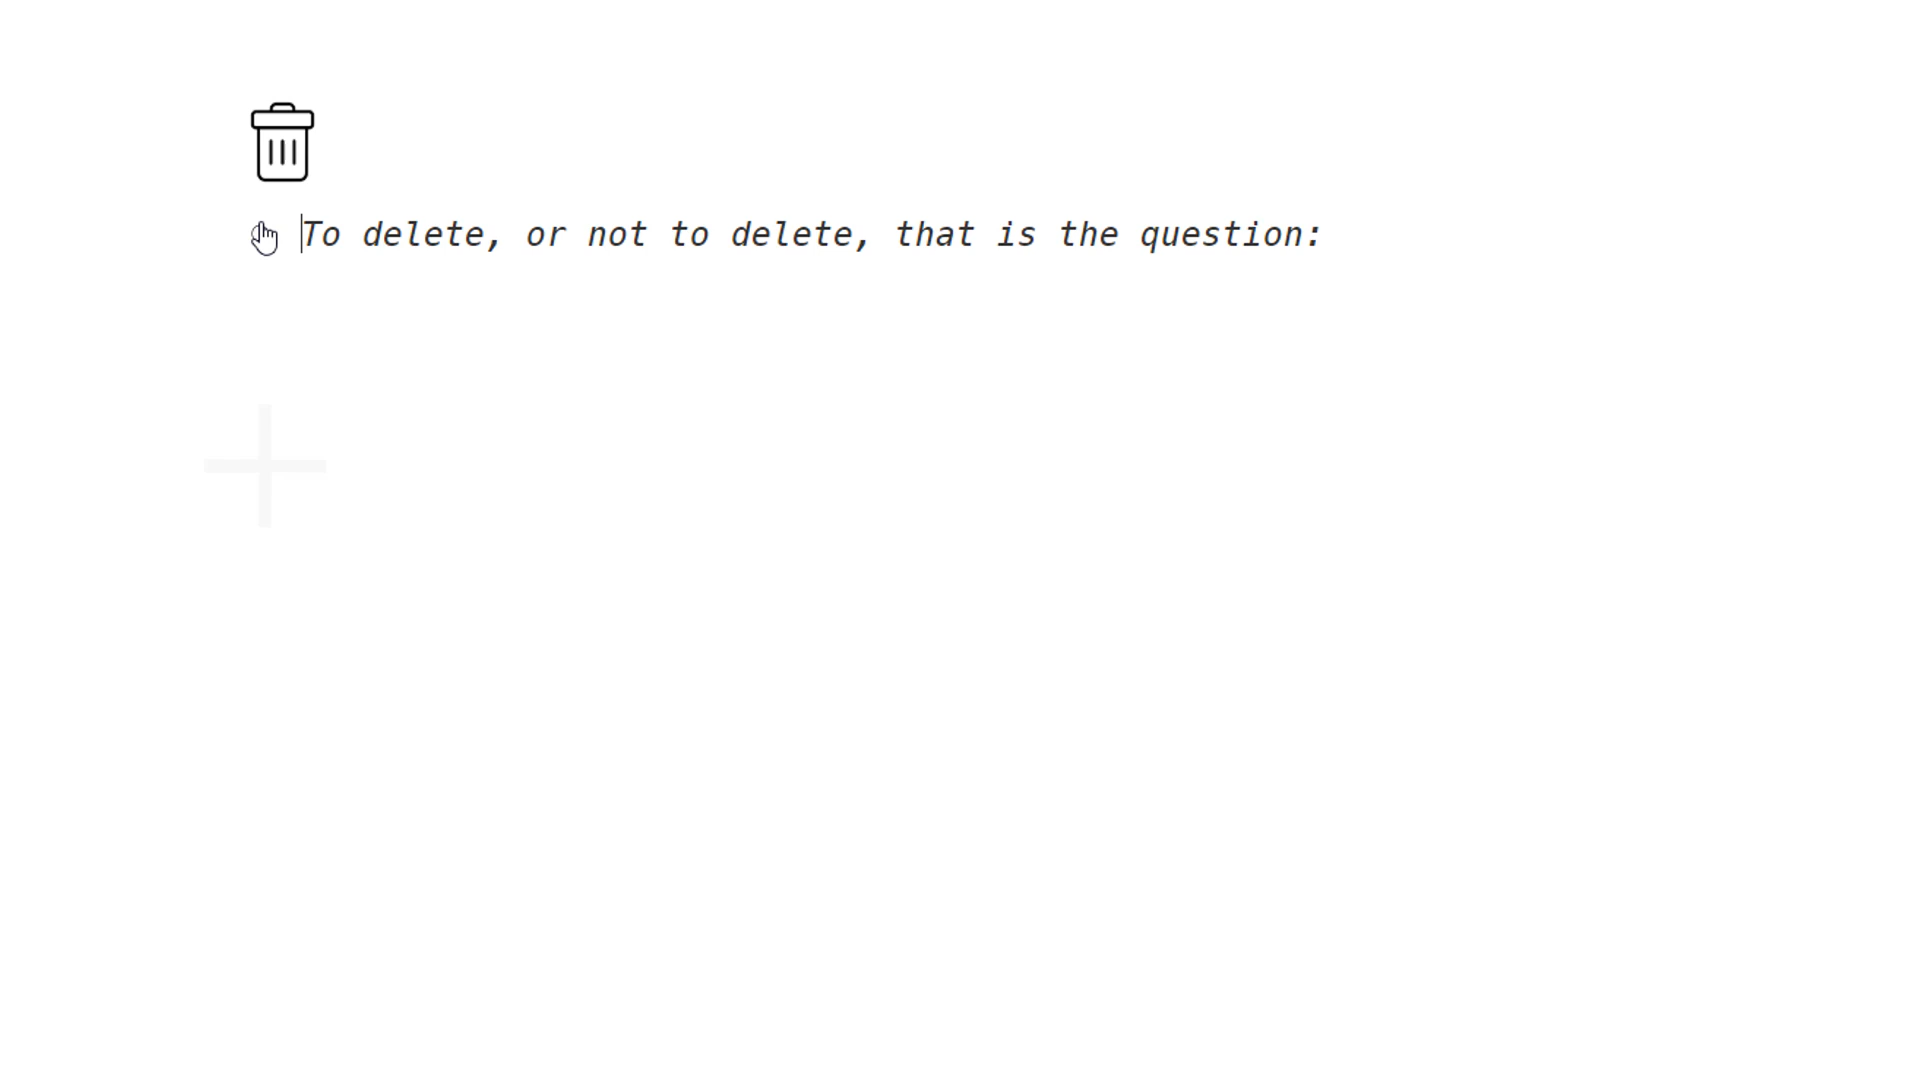 To delete, or not to delete, that is the question: